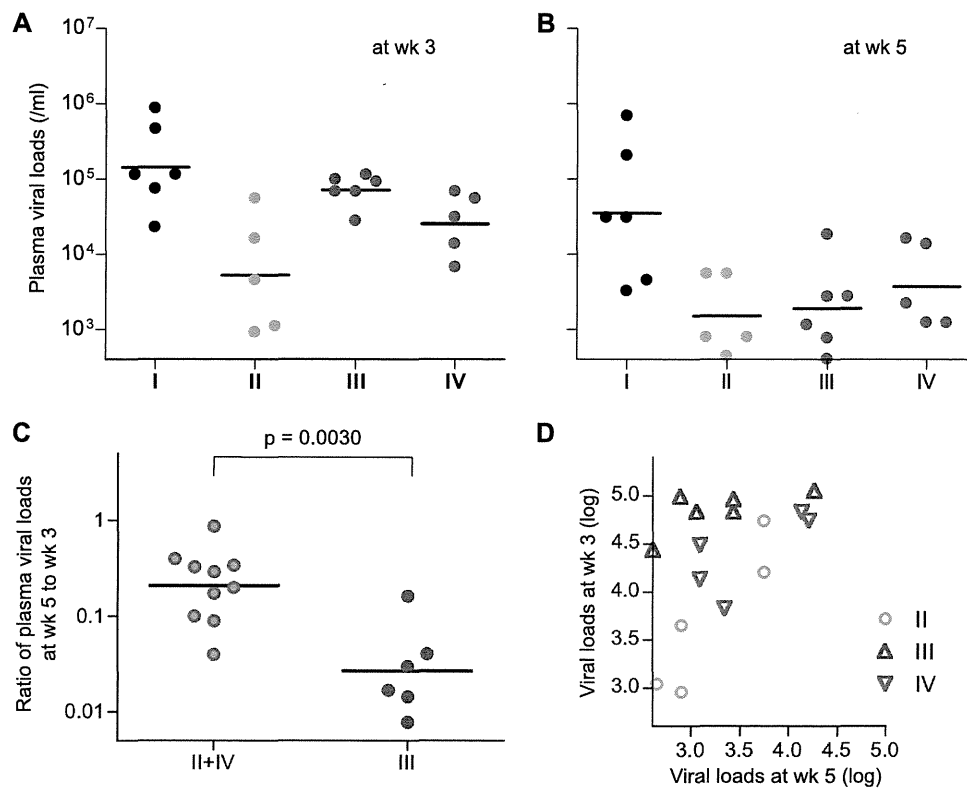 A
at wk 3
Plasma viral loads (/ml)
10⁷
10⁶
10⁵
10⁴
10³
I
II
III
IV
B
at wk 5
I
II
III
IV
C
p = 0.0030
Ratio of plasma viral loads
at wk 5 to wk 3
1
0.1
0.01
II+IV
III
D
Viral loads at wk 3 (log)
5.0
4.5
4.0
3.5
3.0
II
III
IV
3.0 3.5 4.0 4.5 5.0
Viral loads at wk 5 (log)